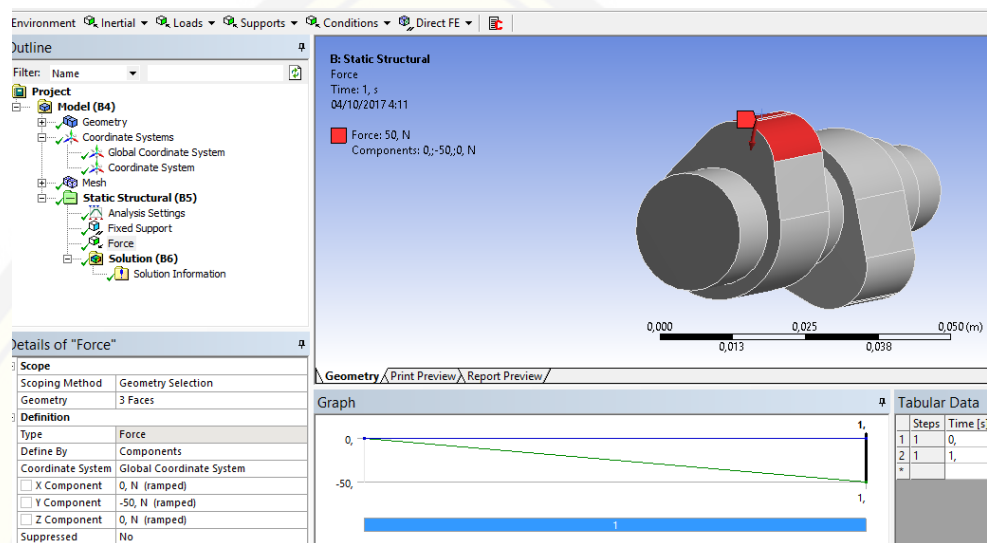 Environment Inertial Loads Supports Conditions Direct FE
Outline
Filter: Name
Project
Model (B4)
Geometry
Coordinate Systems
Global Coordinate System
Coordinate System
Mesh
Static Structural (B5)
Analysis Settings
Fixed Support
Force
Solution (B6)
Solution Information
B: Static Structural
Force
Time: 1, s
04/10/2017 4:11
Force: 50, N
Components: 0,;-50,;0, N
0,000 0,025 0,050 (m)
0,013 0,038
Details of "Force"
Scope
Scoping Method Geometry Selection
Geometry 3 Faces
Definition
Type Force
Define By Components
Coordinate System Global Coordinate System
X Component 0, N (ramped)
Y Component -50, N (ramped)
Z Component 0, N (ramped)
Suppressed No
Geometry Print Preview Report Preview
Graph
1,
0,
-50,
1,
1
Tabular Data
Steps Time [s]
1 1 0,
2 1 1,
*